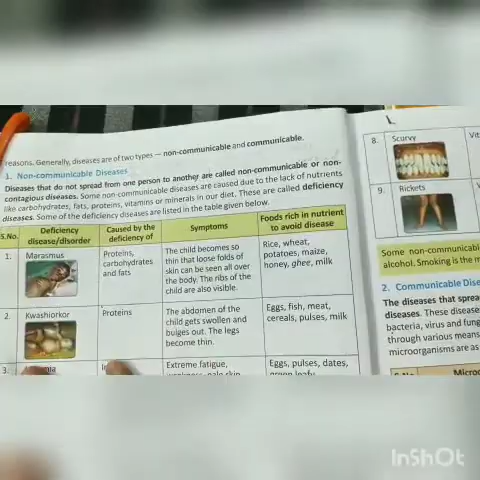 reasons. Generally, diseases are of two types — non-communicable and communicable.
1. Non-communicable Diseases
Diseases that do not spread from one person to another are called non-communicable or non-
contagious diseases. Some non-communicable diseases are caused due to the lack of nutrients
like carbohydrates, fats, proteins, vitamins or minerals in our diet. These are called deficiency
diseases. Some of the deficiency diseases are listed in the table given below.
S.No. Deficiency disease/disorder Caused by the deficiency of Symptoms Foods rich in nutrient to avoid disease
1. Marasmus Proteins, carbohydrates and fats The child becomes so thin that loose folds of skin can be seen all over the body. The ribs of the child are also visible. Rice, wheat, potatoes, maize, honey, ghee, milk
2. Kwashiorkor Proteins The abdomen of the child gets swollen and bulges out. The legs become thin. Eggs, fish, meat, cereals, pulses, milk
3. Extreme fatigue, pale skin Eggs, pulses, dates,
8. Scurvy Vit
9. Rickets
Some non-communicabl
alcohol. Smoking is the m
2. Communicable Dise
The diseases that sprea
diseases. These disease
bacteria, virus and fung
through various means
microorganisms are as
Micro
InShOt